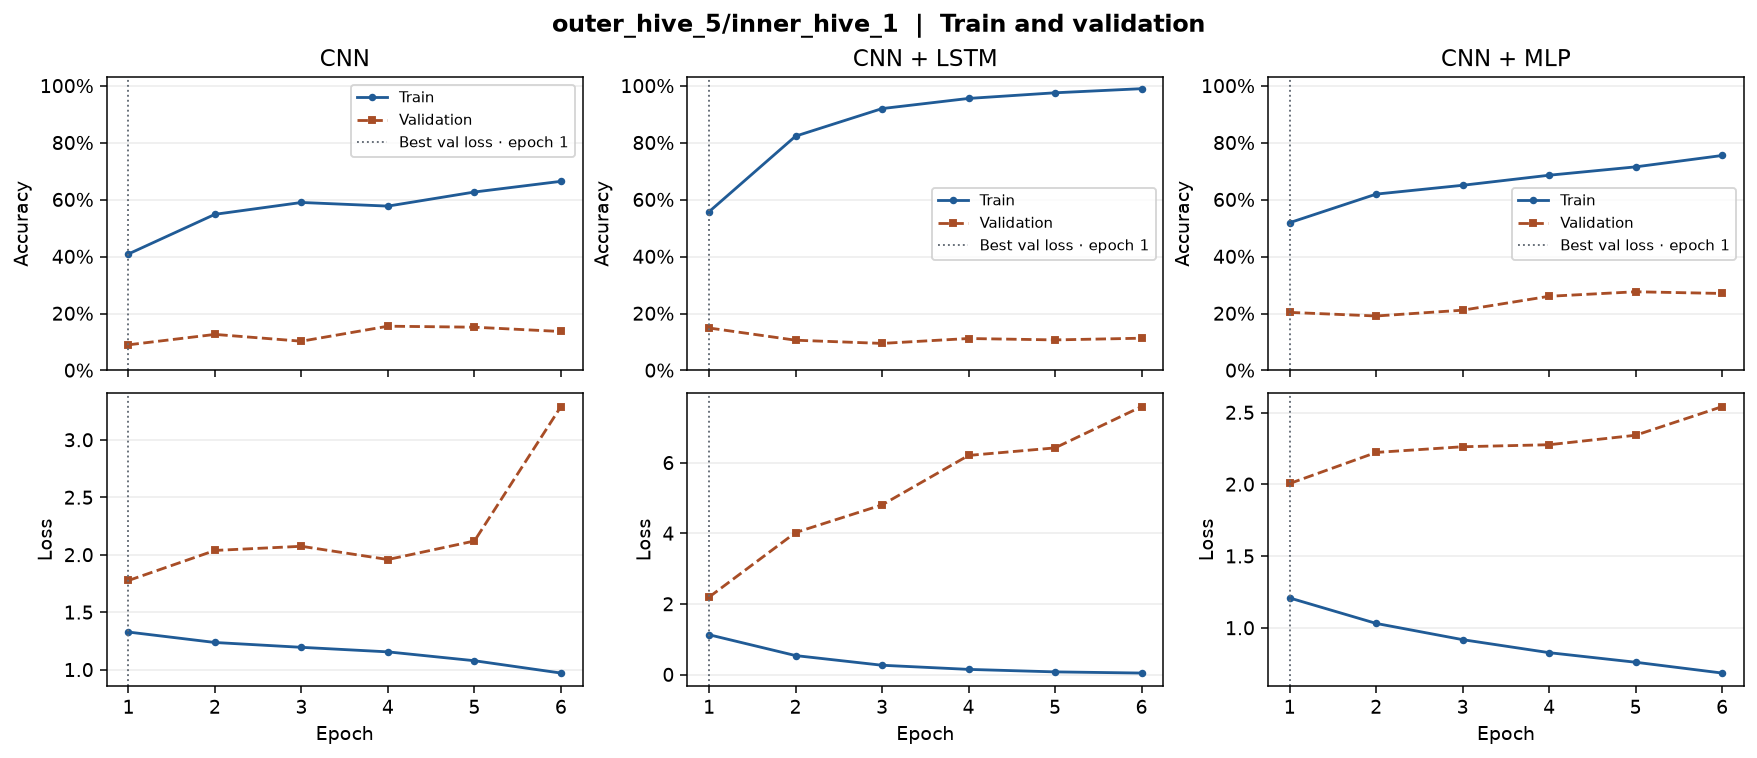 outer_hive_5/inner_hive_1 | Train and validation
CNN
CNN + LSTM
CNN + MLP
Accuracy
100%
80%
60%
40%
20%
0%
Train
Validation
Best val loss · epoch 1
Accuracy
100%
80%
60%
40%
20%
0%
Train
Validation
Best val loss · epoch 1
Accuracy
100%
80%
60%
40%
20%
0%
Train
Validation
Best val loss · epoch 1
Loss
3.0
2.5
2.0
1.5
1.0
1 2 3 4 5 6
Epoch
Loss
6
4
2
0
1 2 3 4 5 6
Epoch
Loss
2.5
2.0
1.5
1.0
1 2 3 4 5 6
Epoch